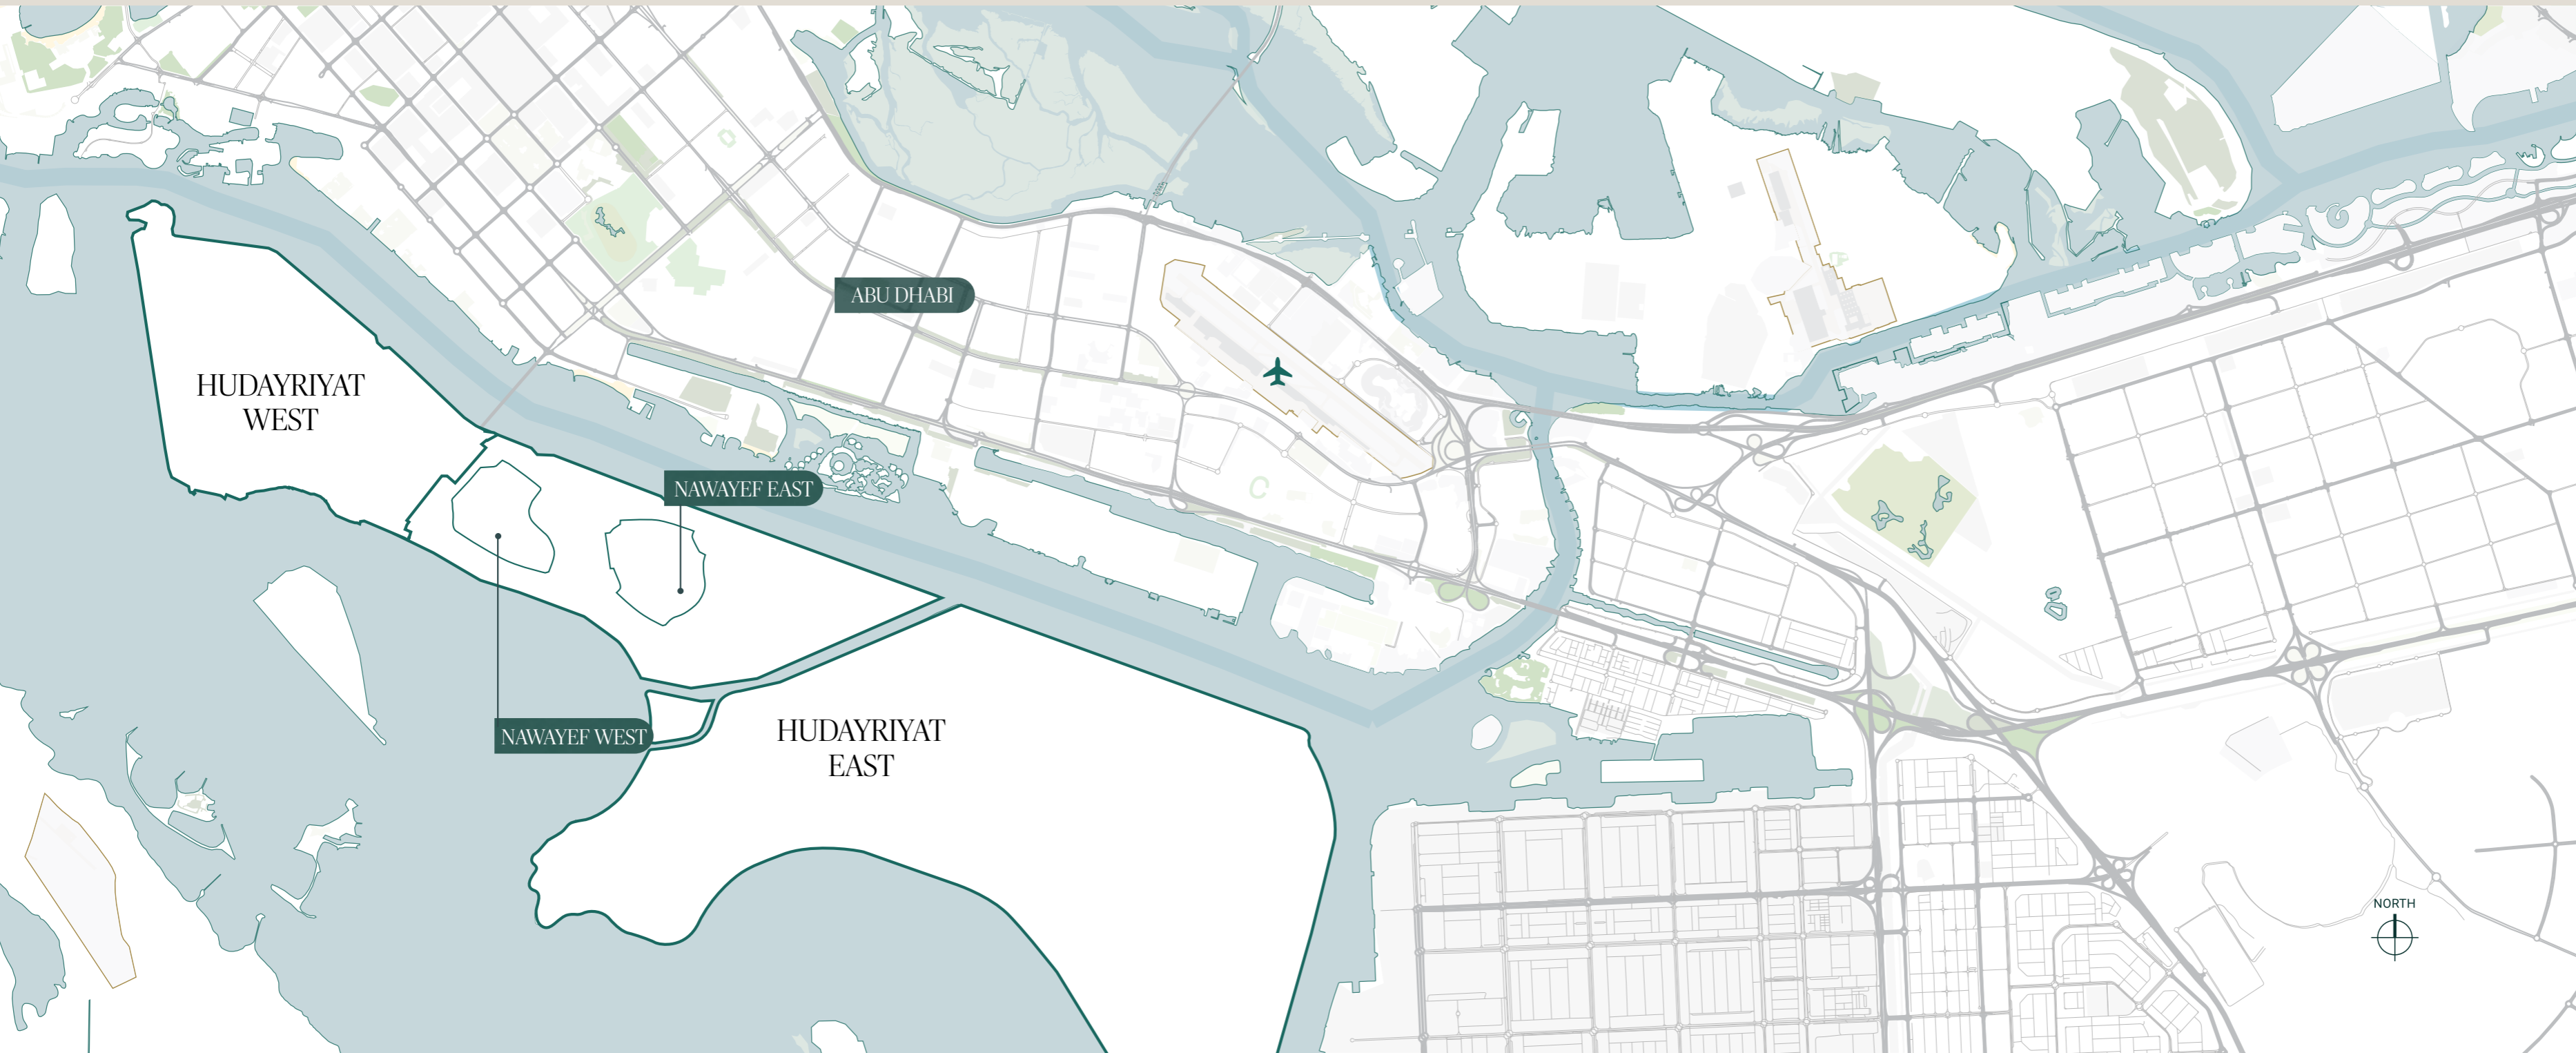 ABU DHABI
HUDAYRIYAT
WEST
NAWAYEF EAST
NAWAYEF WEST
HUDAYRIYAT
EAST
NORTH